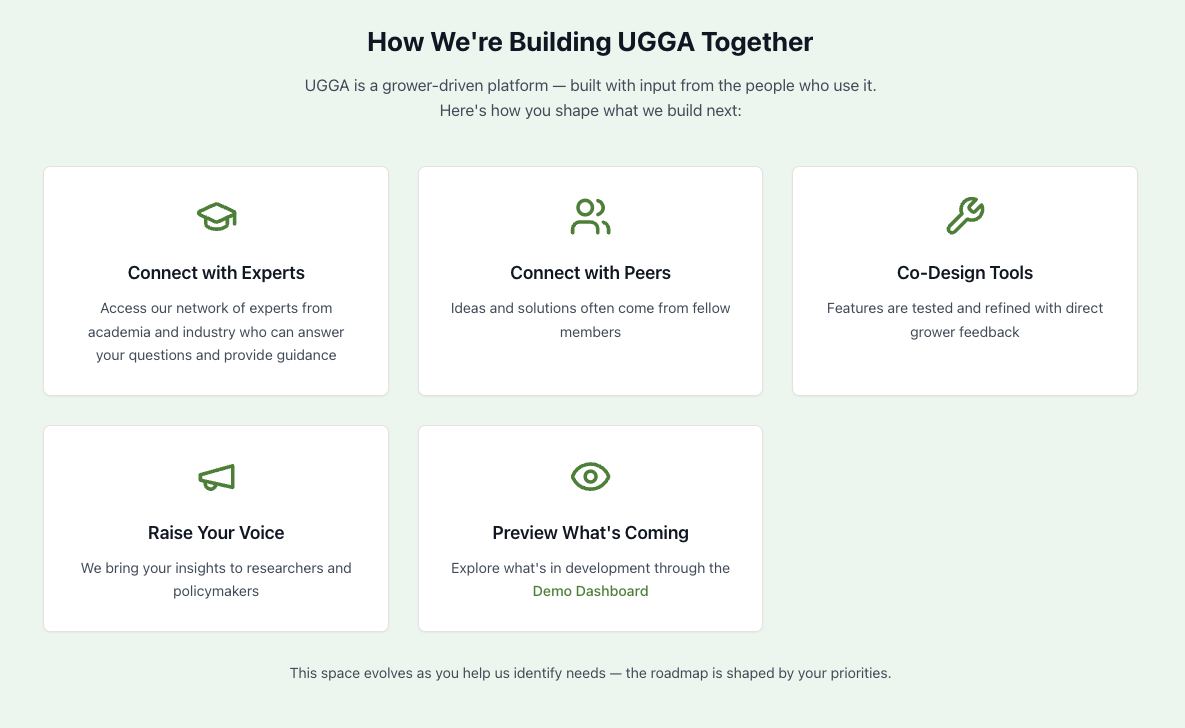 How We're Building UGGA Together
UGGA is a grower-driven platform — built with input from the people who use it.
Here's how you shape what we build next:
Connect with Experts
Access our network of experts from
academia and industry who can answer
your questions and provide guidance
Connect with Peers
Ideas and solutions often come from fellow
members
Co-Design Tools
Features are tested and refined with direct
grower feedback
Raise Your Voice
We bring your insights to researchers and
policymakers
Preview What's Coming
Explore what's in development through the
Demo Dashboard
This space evolves as you help us identify needs — the roadmap is shaped by your priorities.